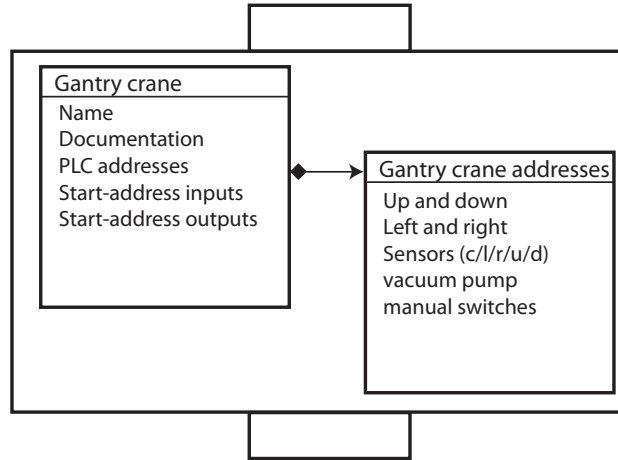 Gantry crane
Name
Documentation
PLC addresses
Start-address inputs
Start-address outputs
Gantry crane addresses
Up and down
Left and right
Sensors (c/l/r/u/d)
vacuum pump
manual switches